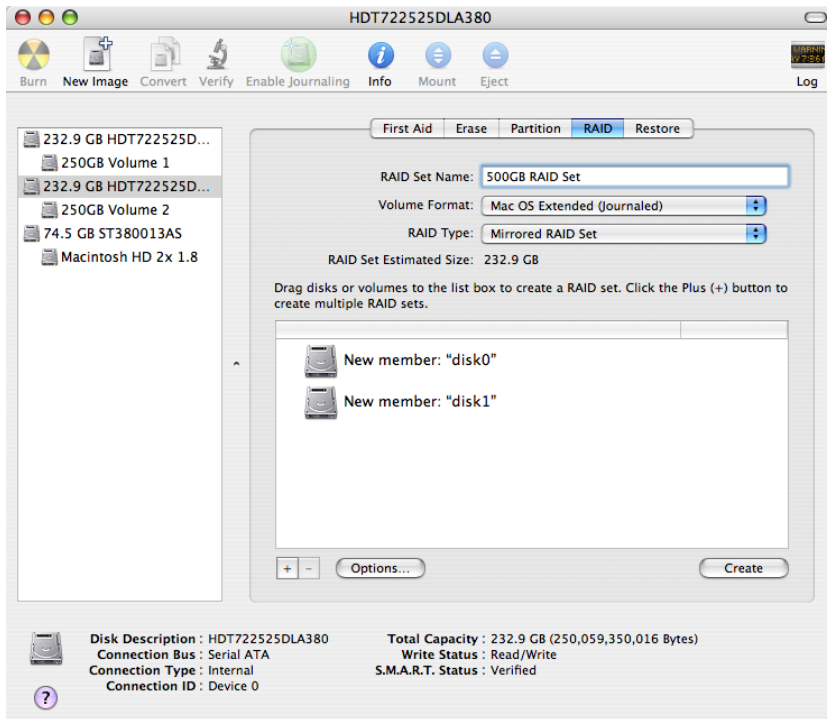 HDT722525DLA380
Burn New Image Convert Verify Enable Journaling Info Mount Eject Log
First Aid Erase Partition RAID Restore
232.9 GB HDT722525D...
250GB Volume 1
232.9 GB HDT722525D...
250GB Volume 2
74.5 GB ST380013AS
Macintosh HD 2x 1.8
RAID Set Name: 500GB RAID Set
Volume Format: Mac OS Extended (Journaled)
RAID Type: Mirrored RAID Set
RAID Set Estimated Size: 232.9 GB
Drag disks or volumes to the list box to create a RAID set. Click the Plus (+) button to
create multiple RAID sets.
New member: "disk0"
New member: "disk1"
+ - Options... Create
Disk Description : HDT722525DLA380 Total Capacity : 232.9 GB (250,059,350,016 Bytes)
Connection Bus : Serial ATA Write Status : Read/Write
Connection Type : Internal S.M.A.R.T. Status : Verified
Connection ID : Device 0
?